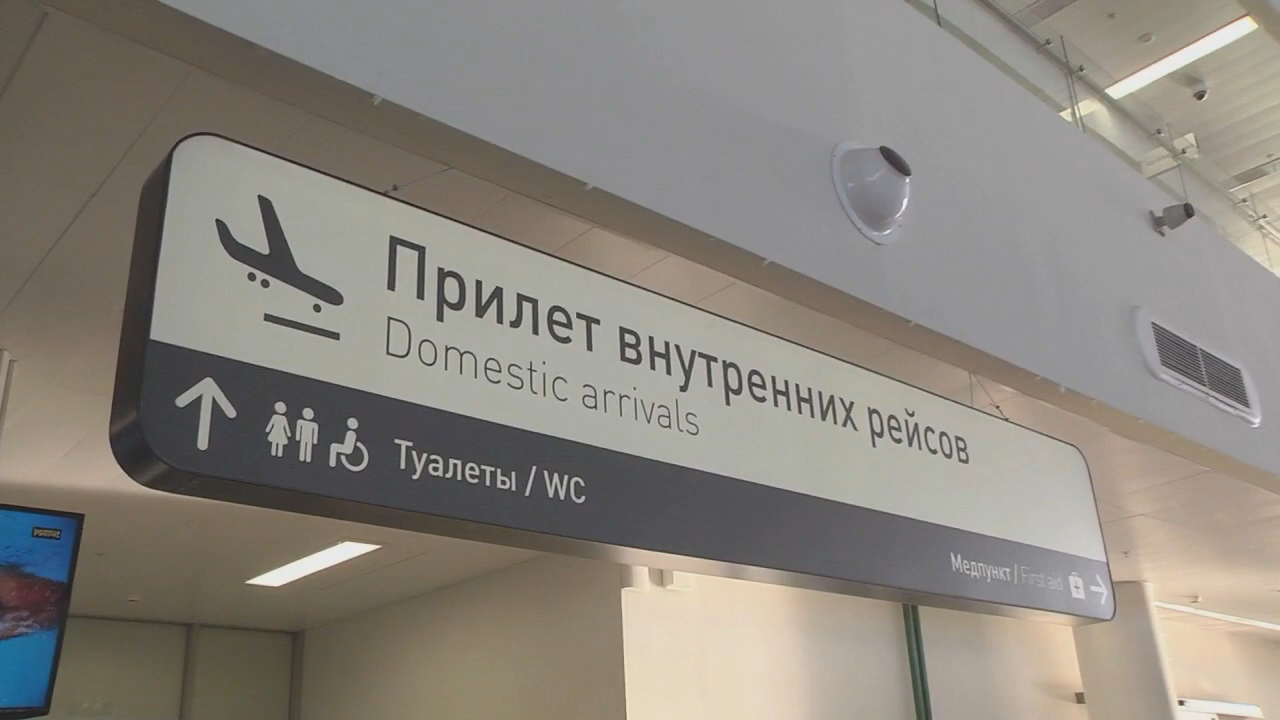 Прилет внутренних рейсов
Domestic arrivals
Туалеты / WC
Медпункт / First aid